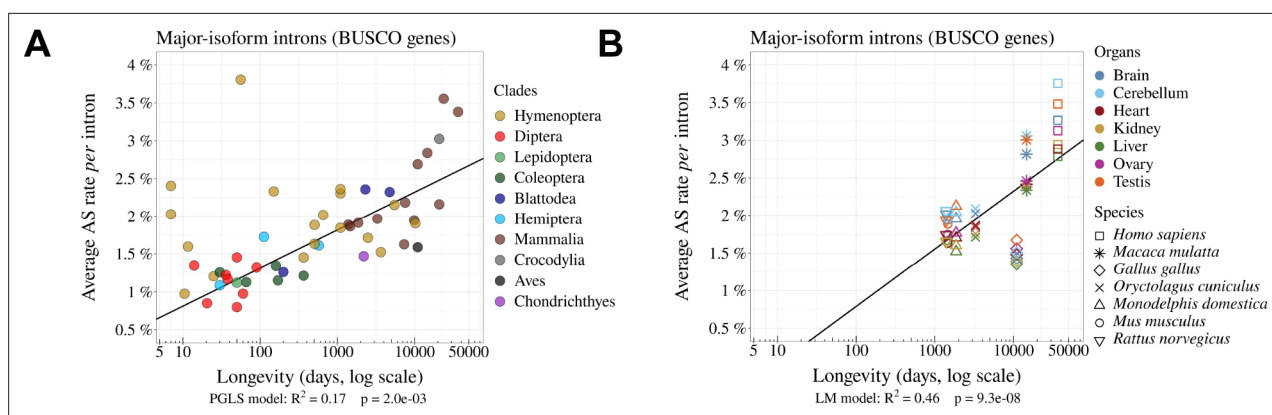 A
Major-isoform introns (BUSCO genes)
Average AS rate per intron
4 %
3.5 %
3 %
2.5 %
2 %
1.5 %
1 %
0.5 %
5 10 100 1000 10000 50000
Longevity (days, log scale)
PGLS model: R² = 0.17 p = 2.0e-03
Clades
Hymenoptera
Diptera
Lepidoptera
Coleoptera
Blattodea
Hemiptera
Mammalia
Crocodylia
Aves
Chondrichthyes
B
Major-isoform introns (BUSCO genes)
Average AS rate per intron
4 %
3.5 %
3 %
2.5 %
2 %
1.5 %
1 %
0.5 %
5 10 100 1000 10000 50000
Longevity (days, log scale)
LM model: R² = 0.46 p = 9.3e-08
Organs
Brain
Cerebellum
Heart
Kidney
Liver
Ovary
Testis
Species
Homo sapiens
Macaca mulatta
Gallus gallus
Oryctolagus cuniculus
Monodelphis domestica
Mus musculus
Rattus norvegicus